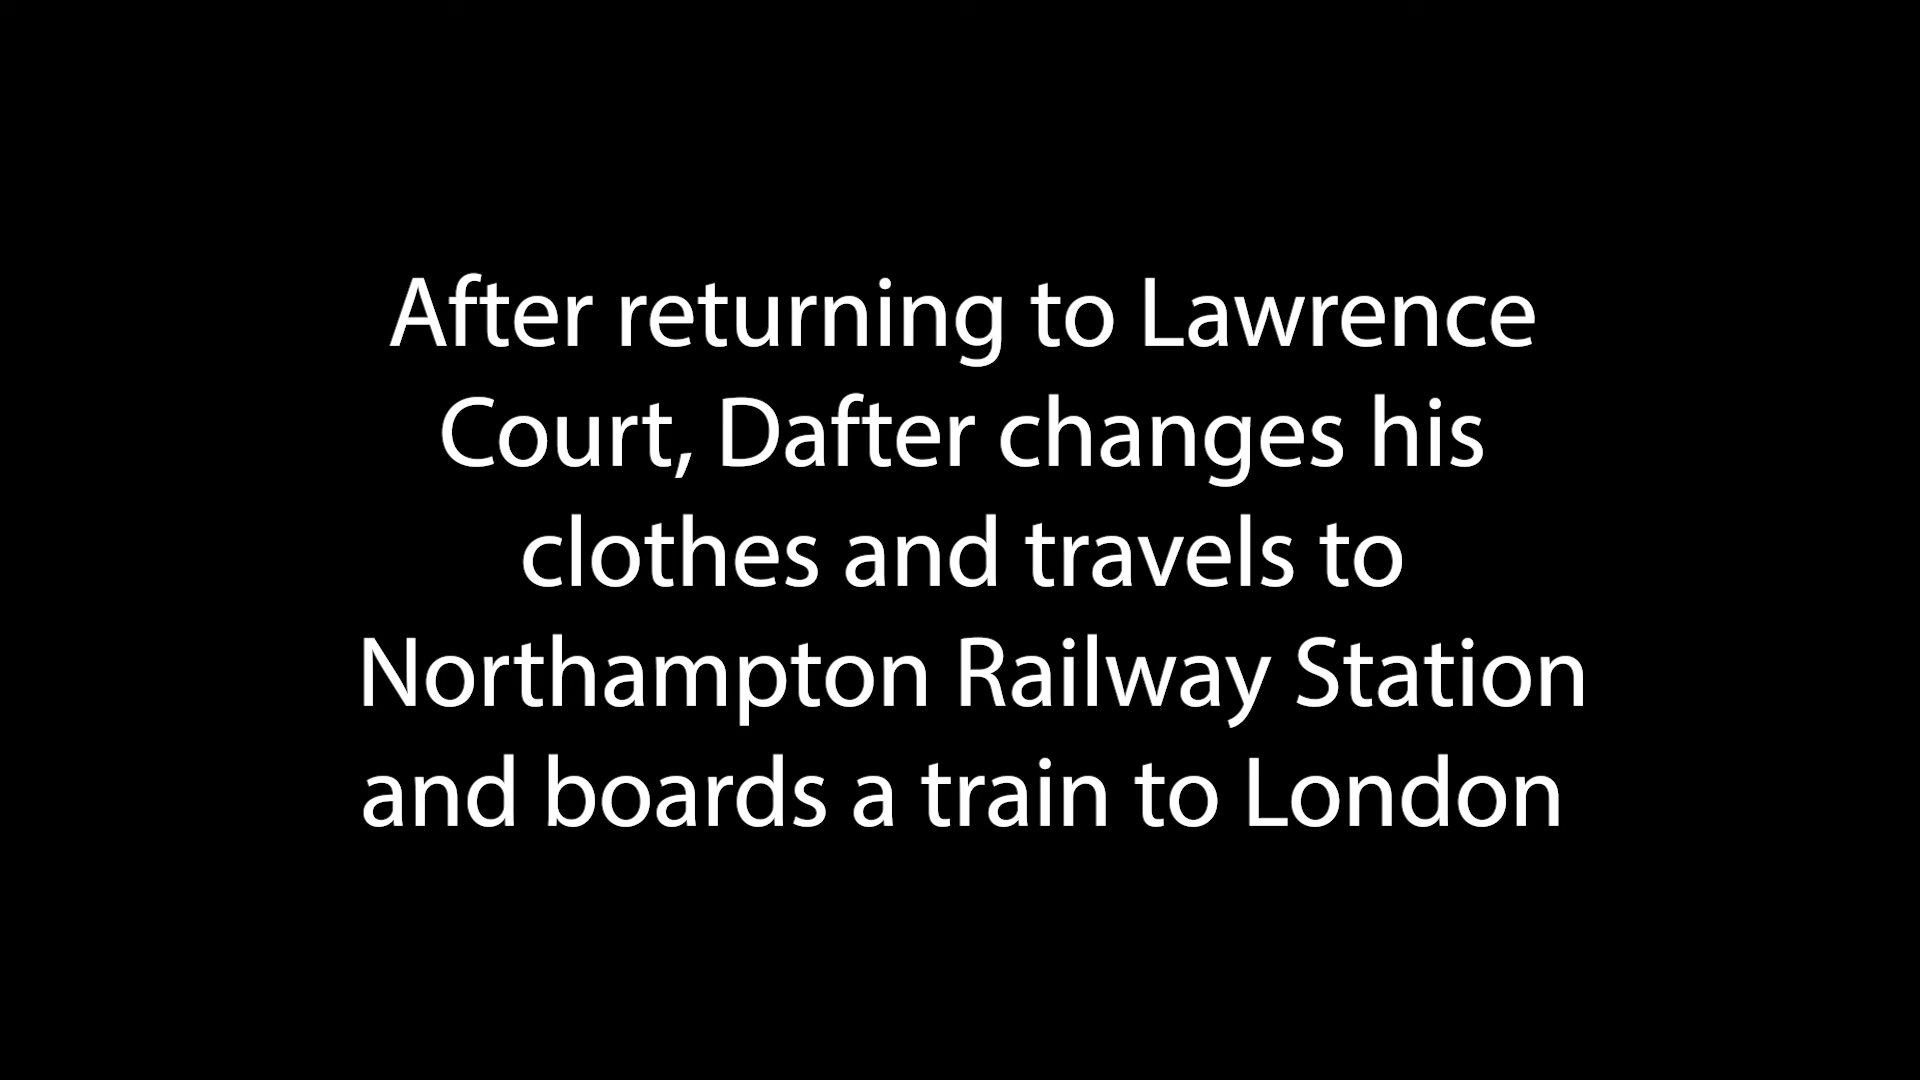 After returning to Lawrence
Court, Dafter changes his
clothes and travels to
Northampton Railway Station
and boards a train to London